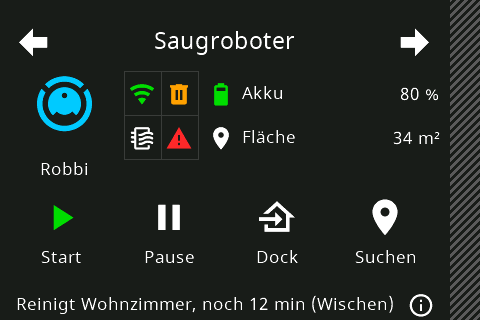 Saugroboter
Akku 80 %
Fläche 34 m²
Robbi
Start Pause Dock Suchen
Reinigt Wohnzimmer, noch 12 min (Wischen)